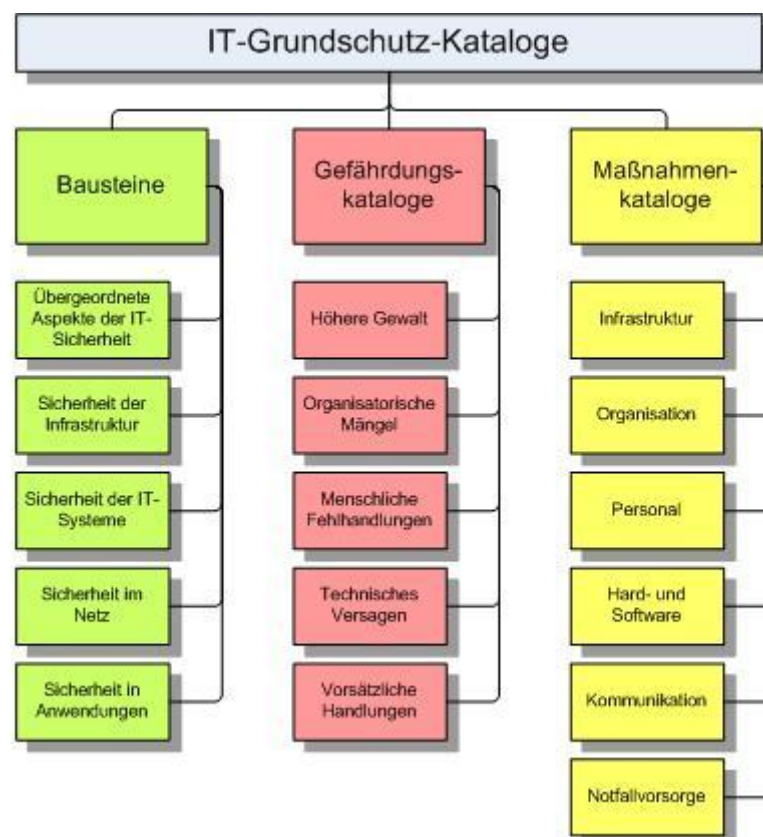 IT-Grundschutz-Kataloge
Bausteine
Übergeordnete
Aspekte der IT-
Sicherheit
Sicherheit der
Infrastruktur
Sicherheit der IT-
Systeme
Sicherheit im
Netz
Sicherheit in
Anwendungen
Gefährdungs-
kataloge
Höhere Gewalt
Organisatorische
Mängel
Menschliche
Fehlhandlungen
Technisches
Versagen
Vorsätzliche
Handlungen
Maßnahmen-
kataloge
Infrastruktur
Organisation
Personal
Hard- und
Software
Kommunikation
Notfallvorsorge